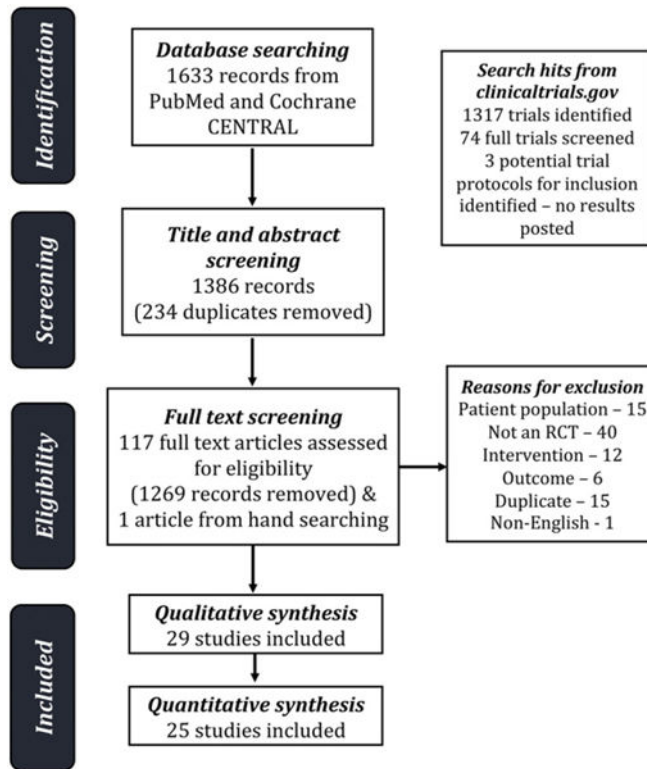 Identification
Database searching
1633 records from
PubMed and Cochrane
CENTRAL
Search hits from
clinicaltrials.gov
1317 trials identified
74 full trials screened
3 potential trial
protocols for inclusion
identified – no results
posted
Screening
Title and abstract
screening
1386 records
(234 duplicates removed)
Eligibility
Full text screening
117 full text articles assessed
for eligibility
(1269 records removed) &
1 article from hand searching
Reasons for exclusion
Patient population – 15
Not an RCT – 40
Intervention – 12
Outcome – 6
Duplicate – 15
Non-English - 1
Included
Qualitative synthesis
29 studies included
Quantitative synthesis
25 studies included